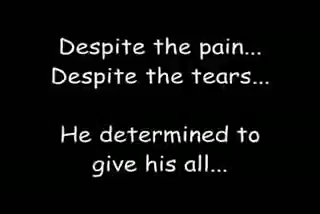 Despite the pain...
Despite the tears...
He determined to
give his all...